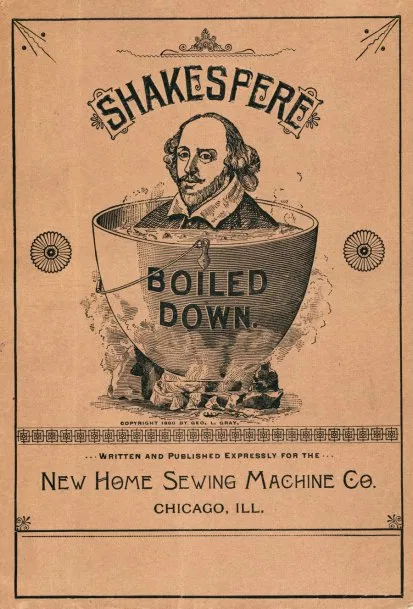 SHAKESPERE
BOILED
DOWN.
COPYRIGHT 1890 BY GEO. L. GRAY.
...WRITTEN AND PUBLISHED EXPRESSLY FOR THE...
NEW HOME SEWING MACHINE CO.
CHICAGO, ILL.